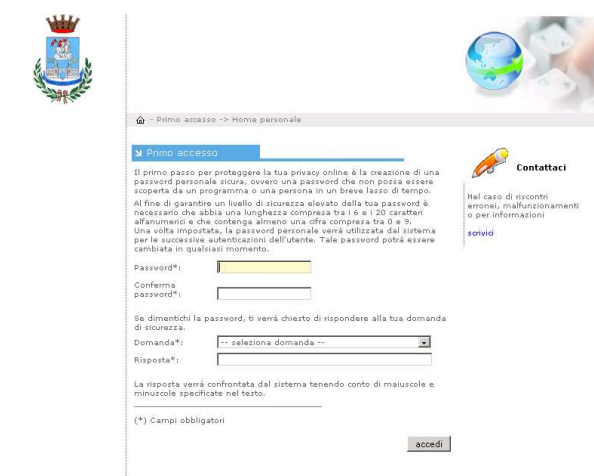 - Primo accesso -> Home personale
Primo accesso
Il primo passo per proteggere la tua privacy online è la creazione di una
password personale sicura, ovvero una password che non possa essere
scoperta da un programma o una persona in un breve lasso di tempo.
Al fine di garantire un livello di sicurezza elevato della tua password è
necessario che abbia una lunghezza compresa tra i 6 e i 20 caratteri
alfanumerici e che contenga almeno una cifra compresa tra 0 e 9.
Una volta impostata, la password personale verrà utilizzata dal sistema
per le successive autenticazioni dell'utente. Tale password potrà essere
cambiata in qualsiasi momento.
Password*:
Conferma
password*:
Se dimentichi la password, ti verrà chiesto di rispondere alla tua domanda
di sicurezza.
Domanda*: -- seleziona domanda --
Risposta*:
La risposta verrà confrontata dal sistema tenendo conto di maiuscole e
minuscole specificate nel testo.
(*) Campi obbligatori
accedi
Contattaci
Nel caso di riscontri
erronei, malfunzionamenti
o per informazioni
scrivici